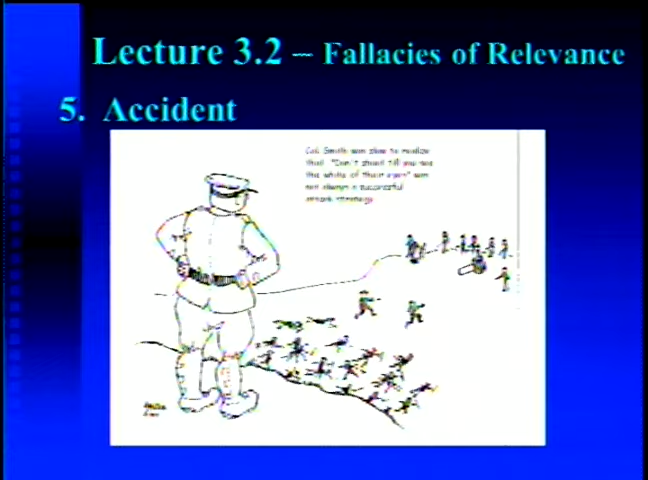 Lecture 3.2 – Fallacies of Relevance
5. Accident
Col. Smith was slow to realize
that "Don't shoot till you see
the white of their eyes" was
not always a successful
attack strategy.